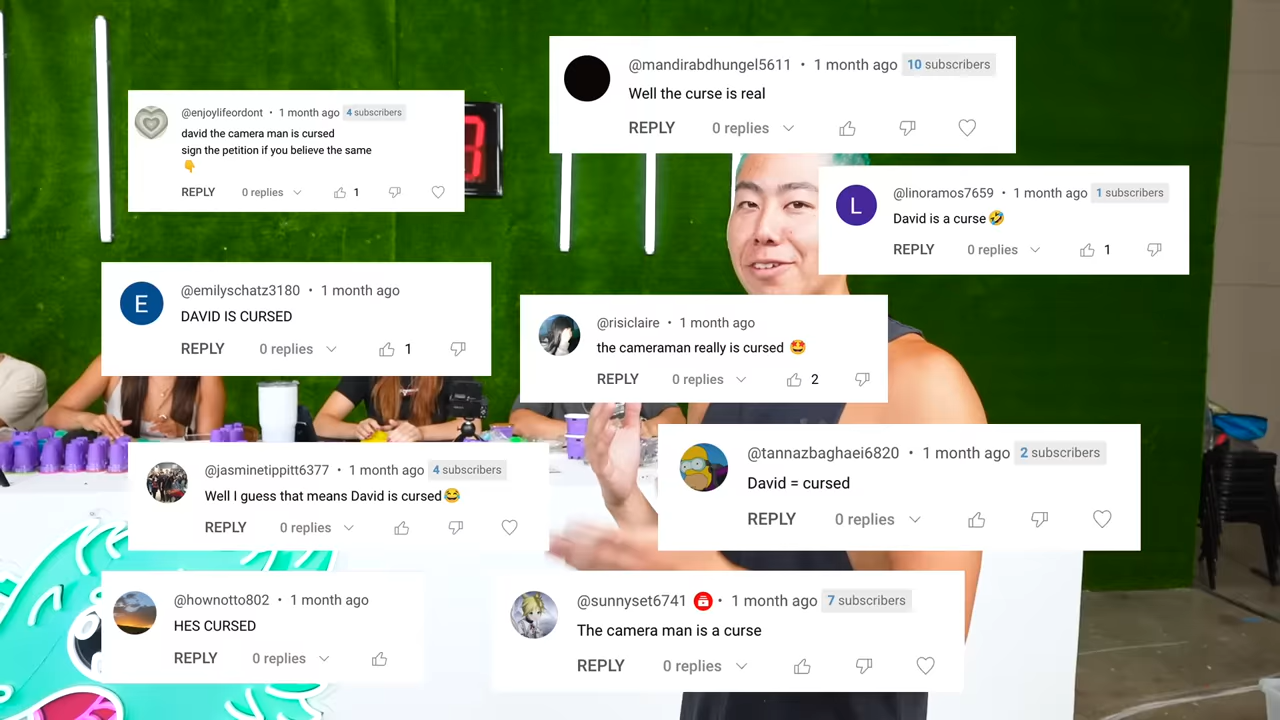 @mandirabdhungel5611 • 1 month ago 10 subscribers
Well the curse is real
REPLY 0 replies
@enjoylifeordont • 1 month ago 4 subscribers
david the camera man is cursed
sign the petition if you believe the same
👇
REPLY 0 replies 1
3
@linoramos7659 • 1 month ago 1 subscribers
L
David is a curse🤣
REPLY 0 replies 1
@emilyschatz3180 • 1 month ago
E
DAVID IS CURSED
REPLY 0 replies 1
@risiclaire • 1 month ago
the cameraman really is cursed 🤩
REPLY 0 replies 2
@tannazbaghaei6820 • 1 month ago 2 subscribers
David = cursed
REPLY 0 replies
@jasminetippitt6377 • 1 month ago 4 subscribers
Well I guess that means David is cursed😂
REPLY 0 replies
@hownotto802 • 1 month ago
HES CURSED
REPLY 0 replies
@sunnyset6741 • 1 month ago 7 subscribers
The camera man is a curse
REPLY 0 replies